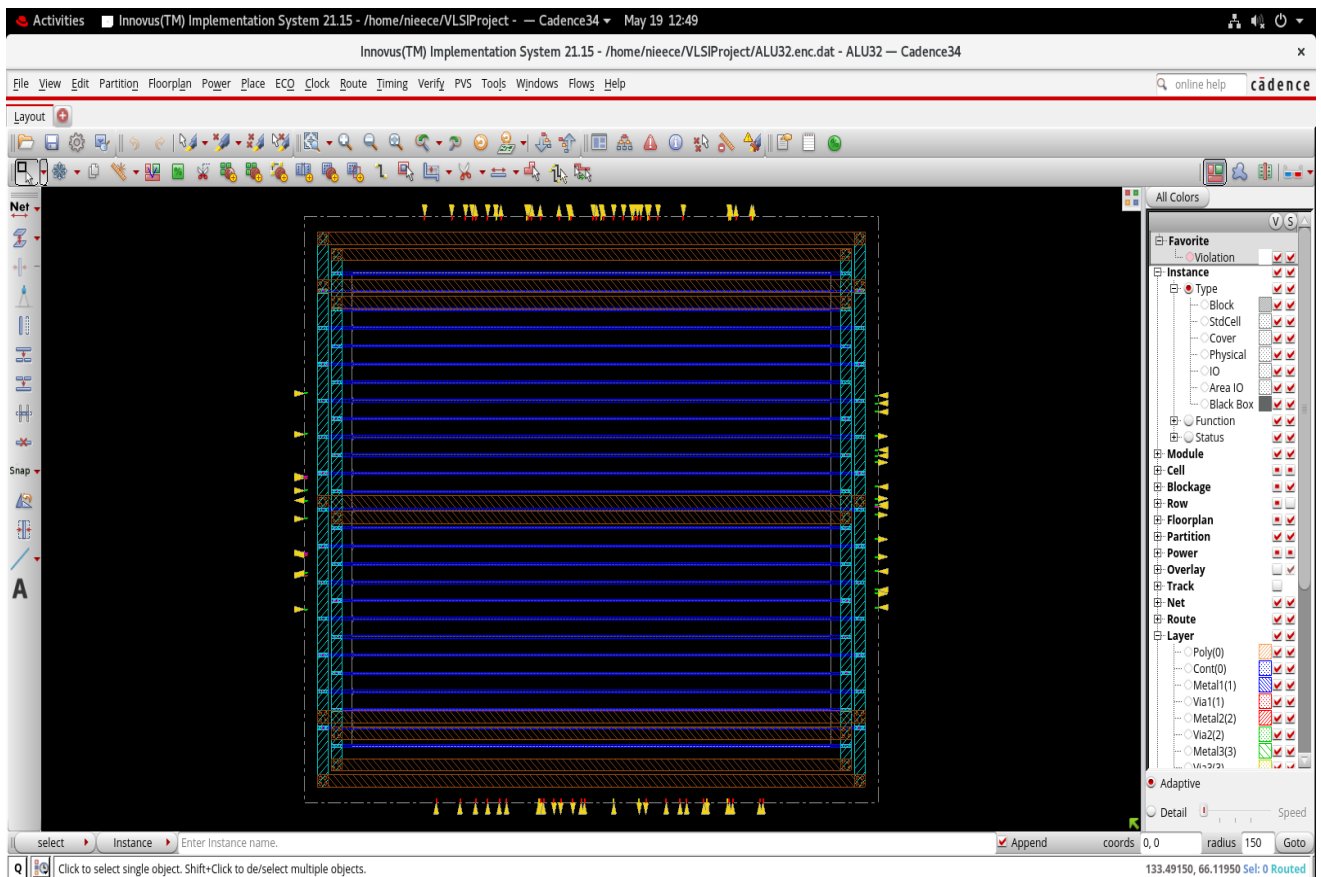 Activities Innovus(TM) Implementation System 21.15 - /home/nieece/VLSIProject - — Cadence34 May 19 12:49
Innovus(TM) Implementation System 21.15 - /home/nieece/VLSIProject/ALU32.enc.dat - ALU32 — Cadence34 ×
File View Edit Partition Floorplan Power Place ECO Clock Route Timing Verify PVS Tools Windows Flows Help online help cādence
Layout
All Colors
Net
V S
Favorite
Violation
Instance
Type
Block
StdCell
Cover
Physical
IO
Area IO
Black Box
Function
Status
Module
Snap
Cell
Blockage
Row
Floorplan
Partition
Power
Overlay
Track
A
Net
Route
Layer
Poly(0)
Cont(0)
Metal1(1)
Via1(1)
Metal2(2)
Via2(2)
Metal3(3)
Via3(3)
Adaptive
Detail Speed
select Instance Enter Instance name. Append coords 0, 0 radius 150 Goto
Q Click to select single object. Shift+Click to de/select multiple objects. 133.49150, 66.11950 Sel: 0 Routed